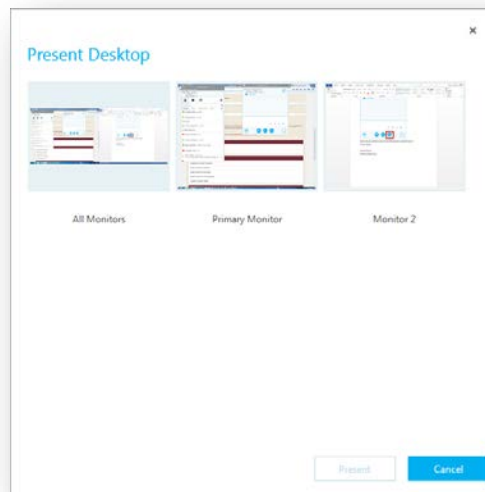 Present Desktop
All Monitors
Primary Monitor
Monitor 2
Present
Cancel